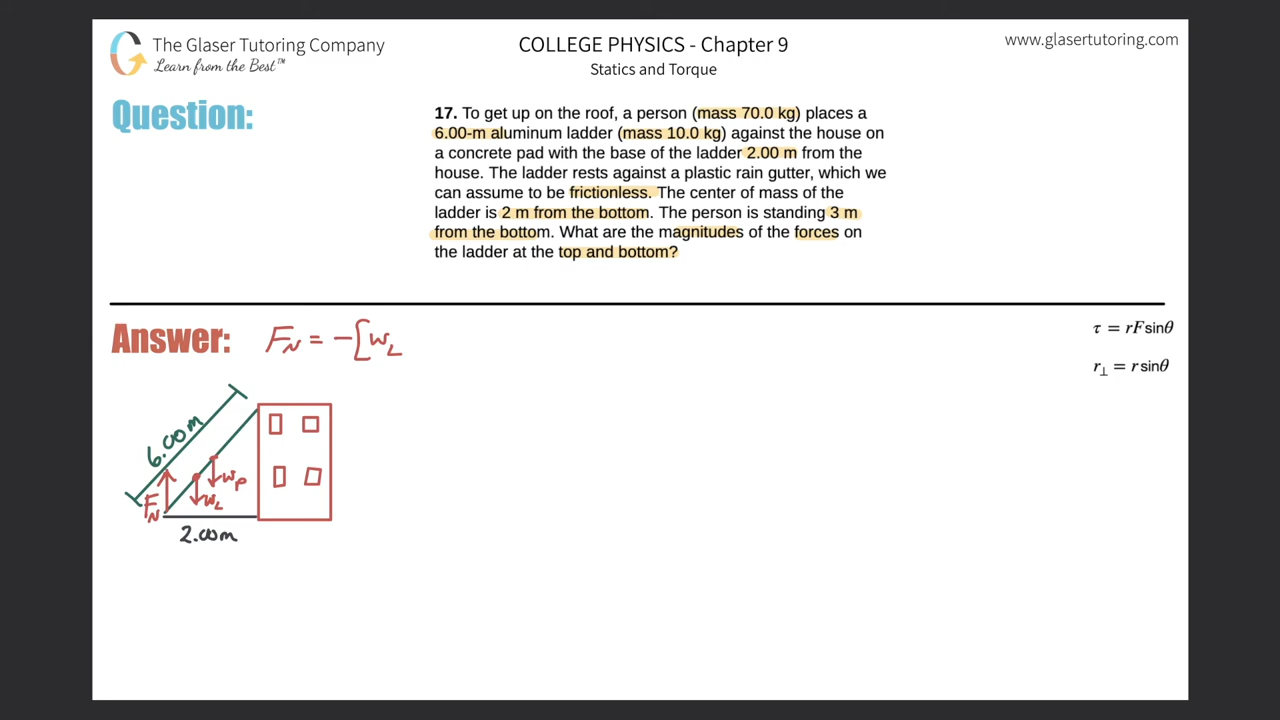 The Glaser Tutoring Company
Learn from the Best™
COLLEGE PHYSICS - Chapter 9
Statics and Torque
www.glasertutoring.com
Question:
17. To get up on the roof, a person (mass 70.0 kg) places a
6.00-m aluminum ladder (mass 10.0 kg) against the house on
a concrete pad with the base of the ladder 2.00 m from the
house. The ladder rests against a plastic rain gutter, which we
can assume to be frictionless. The center of mass of the
ladder is 2 m from the bottom. The person is standing 3 m
from the bottom. What are the magnitudes of the forces on
the ladder at the top and bottom?
Answer:
F_N = -[W_L
τ = rF sinθ
r⊥ = r sinθ
6.00m
W_P
W_L
F_N
2.00m